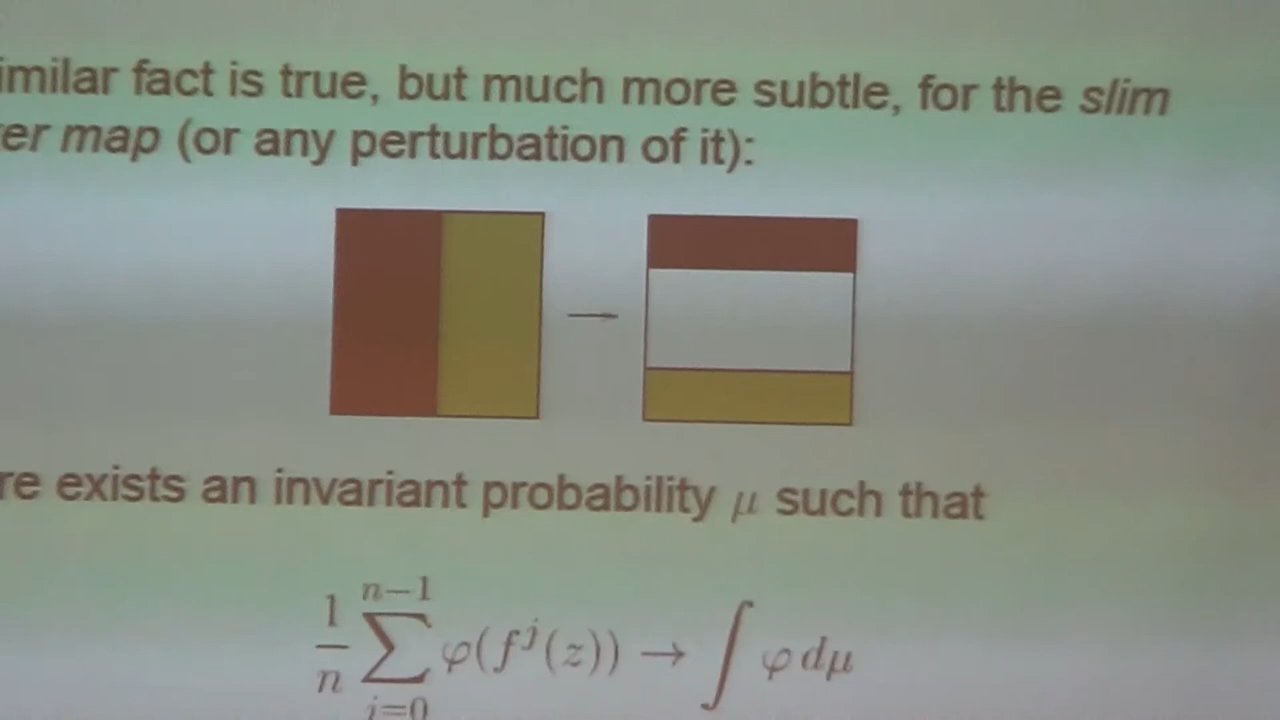 imilar fact is true, but much more subtle, for the slim
er map (or any perturbation of it):
→
re exists an invariant probability μ such that
1/n ∑_{j=0}^{n−1} φ(f^j(z)) → ∫ φ dμ